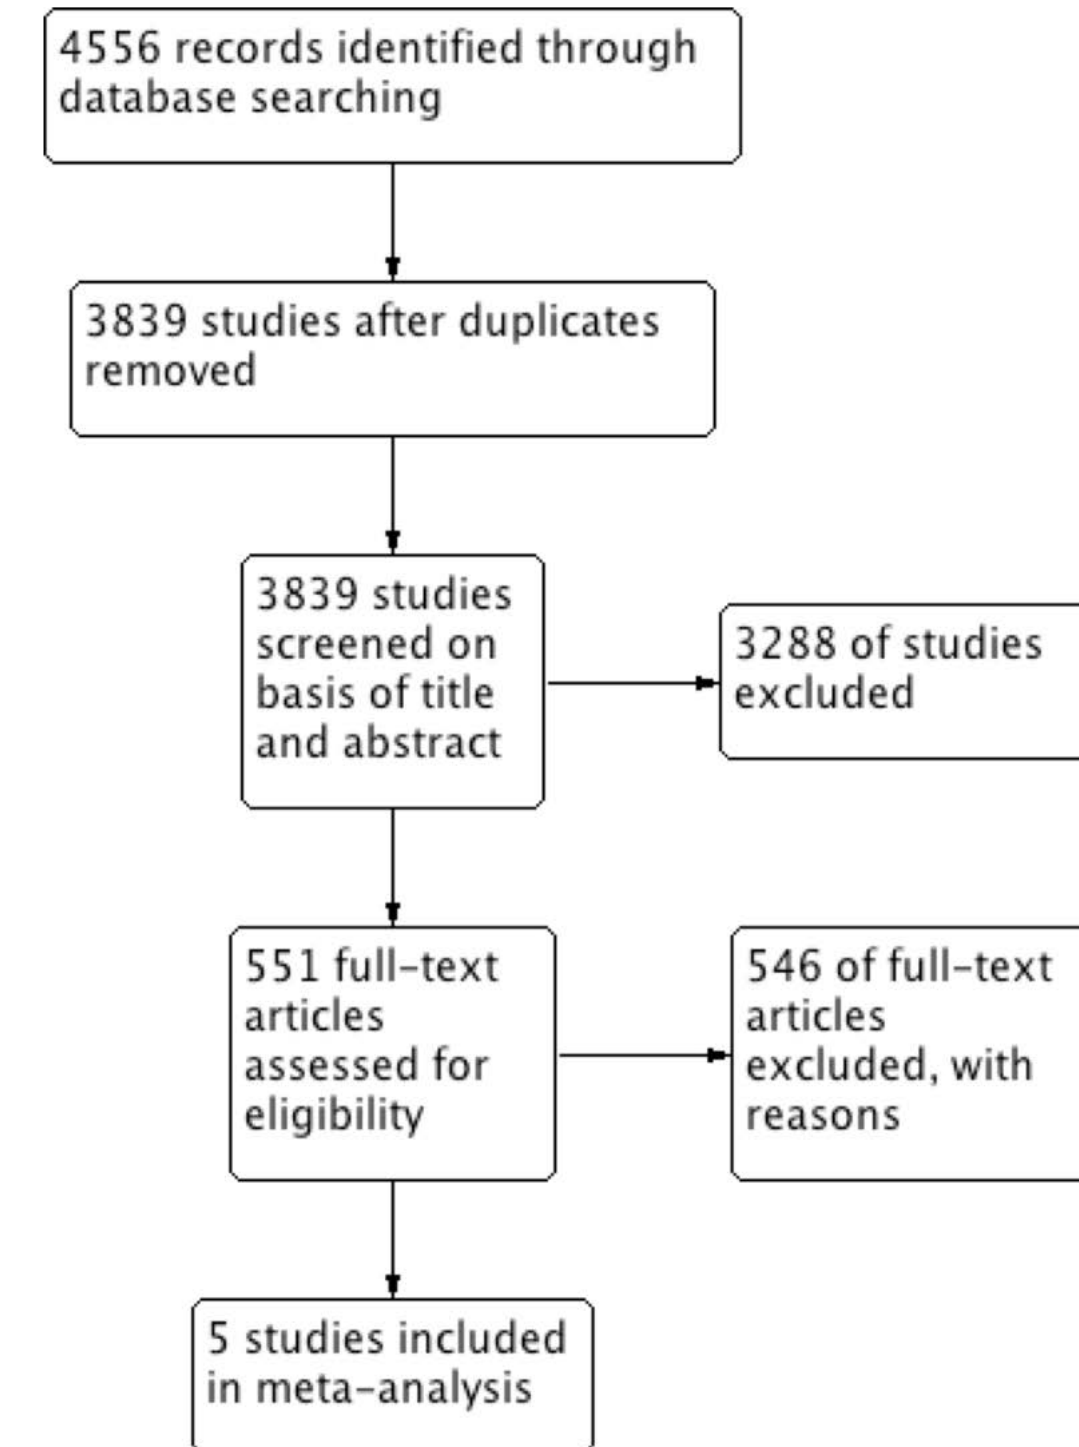 4556 records identified through
database searching
3839 studies after duplicates
removed
3839 studies
screened on
basis of title
and abstract
3288 of studies
excluded
551 full-text
articles
assessed for
eligibility
546 of full-text
articles
excluded, with
reasons
5 studies included
in meta-analysis